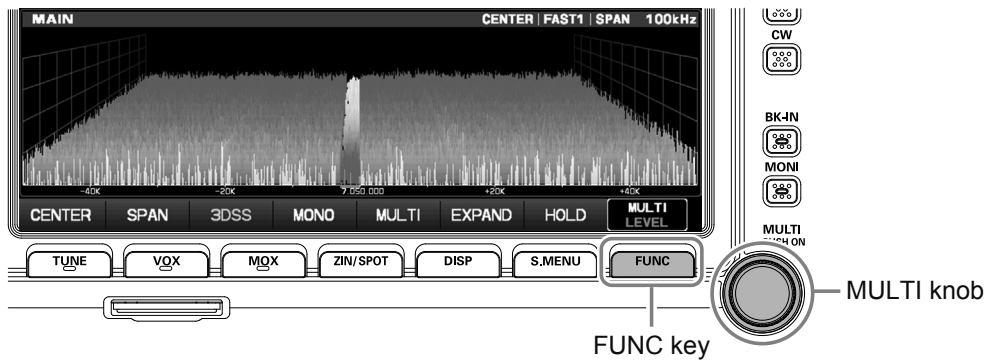 MAIN
CENTER | FAST1 | SPAN 100kHz
-40K -20K 7.050.000 +20K +40K
CENTER SPAN 3DSS MONO MULTI EXPAND HOLD MULTI
LEVEL
TUNE VOX MOX ZIN/SPOT DISP S.MENU FUNC
CW
BK-IN
MONI
MULTI
PUSH ON
MULTI knob
FUNC key